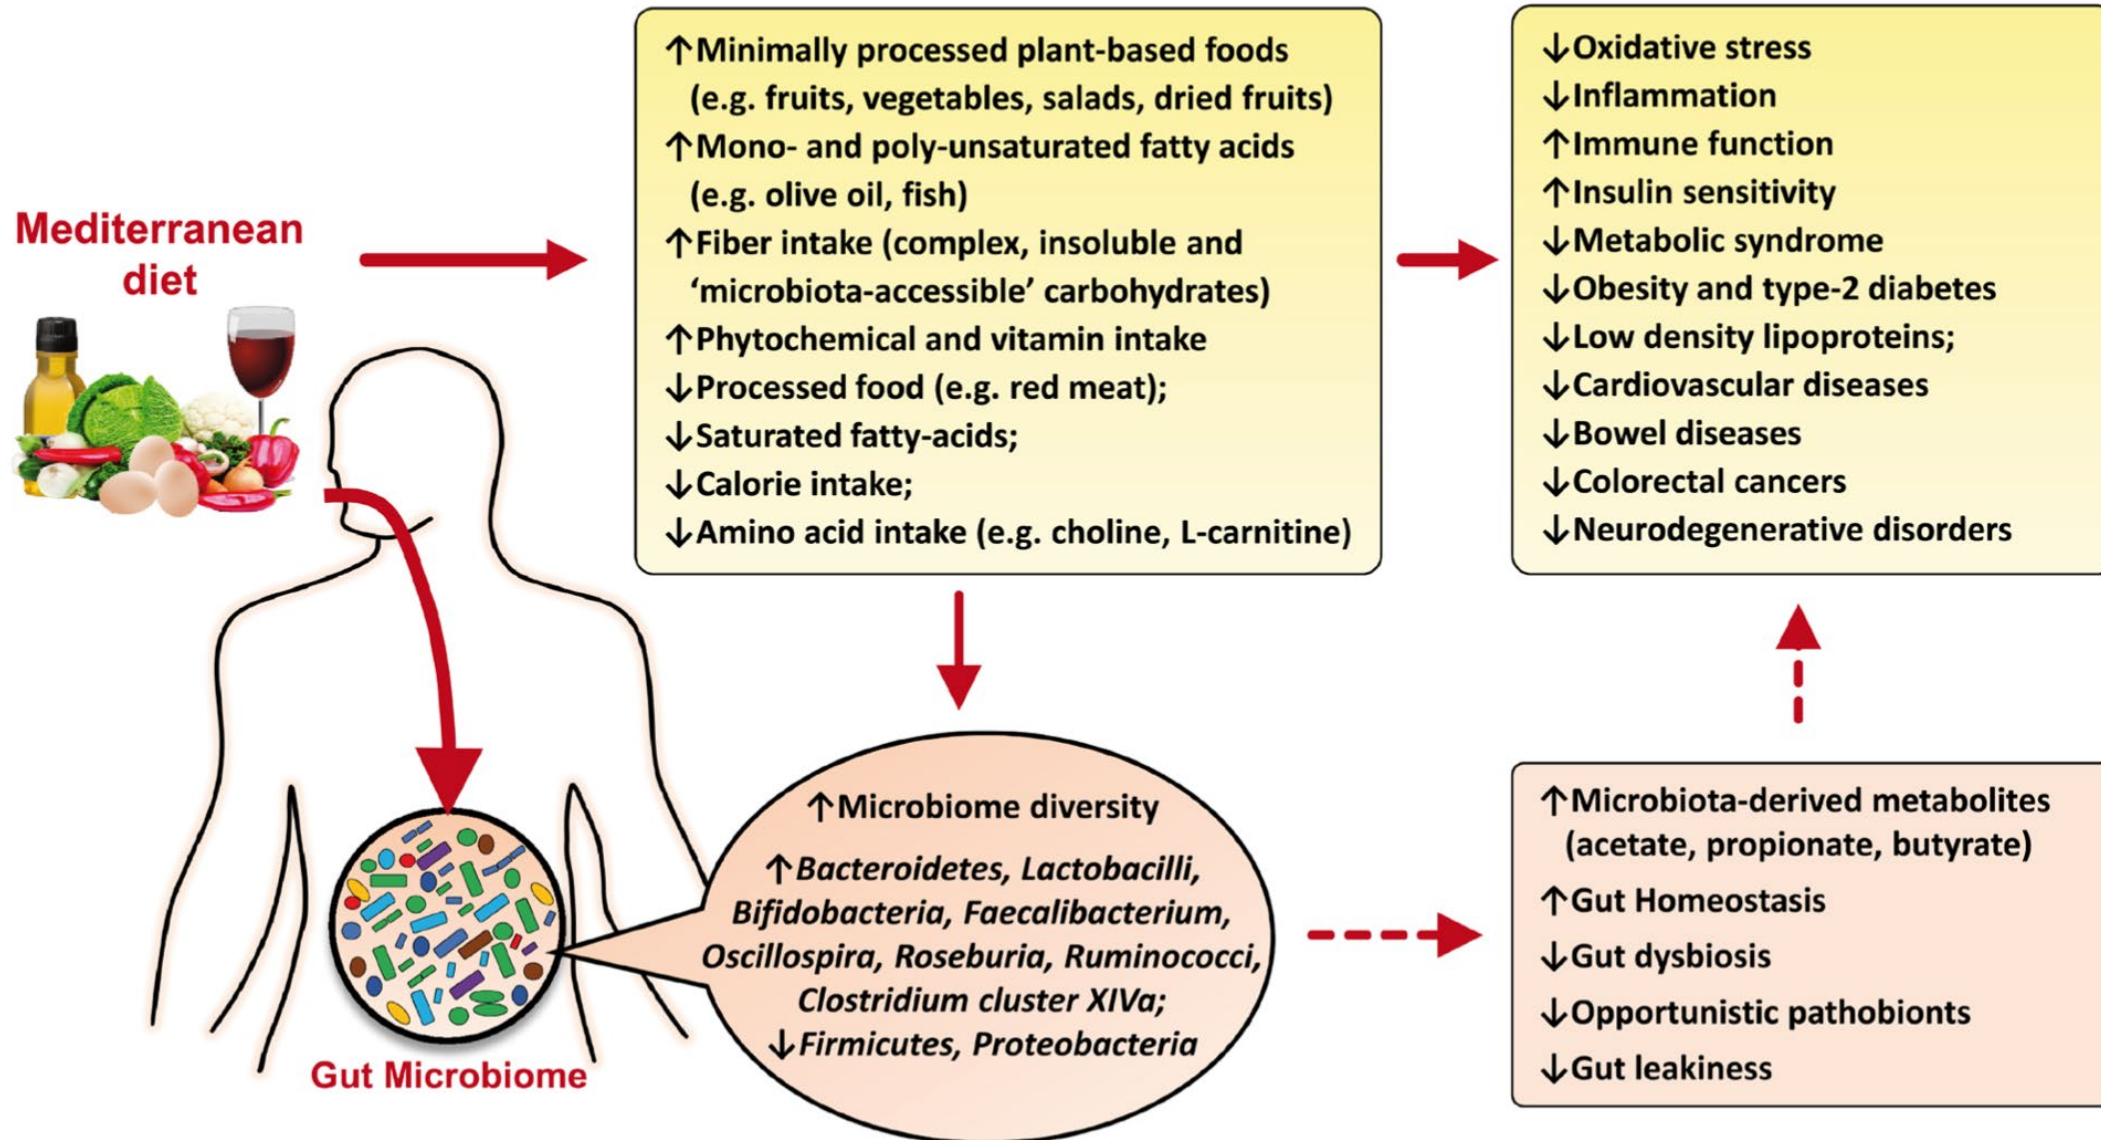 Mediterranean
diet
↑Minimally processed plant-based foods
(e.g. fruits, vegetables, salads, dried fruits)
↑Mono- and poly-unsaturated fatty acids
(e.g. olive oil, fish)
↑Fiber intake (complex, insoluble and
‘microbiota-accessible’ carbohydrates)
↑Phytochemical and vitamin intake
↓Processed food (e.g. red meat);
↓Saturated fatty-acids;
↓Calorie intake;
↓Amino acid intake (e.g. choline, L-carnitine)
↓Oxidative stress
↓Inflammation
↑Immune function
↑Insulin sensitivity
↓Metabolic syndrome
↓Obesity and type-2 diabetes
↓Low density lipoproteins;
↓Cardiovascular diseases
↓Bowel diseases
↓Colorectal cancers
↓Neurodegenerative disorders
Gut Microbiome
↑Microbiome diversity
↑Bacteroidetes, Lactobacilli,
Bifidobacteria, Faecalibacterium,
Oscillospira, Roseburia, Ruminococci,
Clostridium cluster XIVa;
↓Firmicutes, Proteobacteria
↑Microbiota-derived metabolites
(acetate, propionate, butyrate)
↑Gut Homeostasis
↓Gut dysbiosis
↓Opportunistic pathobionts
↓Gut leakiness